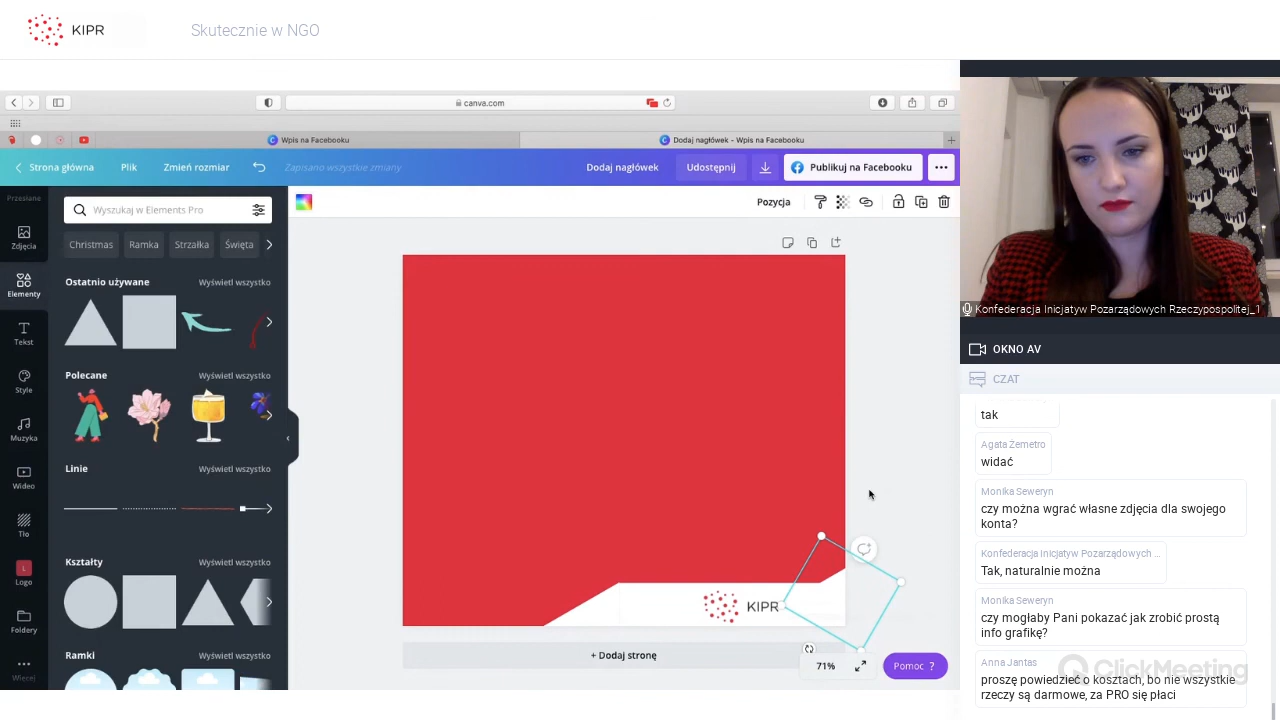 KIPR
Skutecznie w NGO
canva.com
Wpis na Facebooku
Dodaj nagłówek - Wpis na Facebooku
Strona główna
Plik
Zmień rozmiar
Zapisano wszystkie zmiany
Dodaj nagłówek
Udostępnij
Publikuj na Facebooku
Przesłane
Zdjęcia
Elementy
Tekst
Style
Muzyka
Wideo
Tło
Logo
Foldery
Więcej
Wyszukaj w Elements Pro
Christmas
Ramka
Strzałka
Święta
Ostatnio używane
Wyświetl wszystko
Polecane
Wyświetl wszystko
Linie
Wyświetl wszystko
Kształty
Wyświetl wszystko
Ramki
Wyświetl wszystko
Pozycja
KIPR
+ Dodaj stronę
71%
Pomoc ?
Konfederacja Inicjatyw Pozarządowych Rzeczypospolitej_1
OKNO AV
CZAT
tak
Agata Żemetro
widać
Monika Seweryn
czy można wgrać własne zdjęcia dla swojego
konta?
Konfederacja Inicjatyw Pozarządowych ...
Tak, naturalnie można
Monika Seweryn
czy mogłaby Pani pokazać jak zrobić prostą
info grafikę?
Anna Jantas
proszę powiedzieć o kosztach, bo nie wszystkie
rzeczy są darmowe, za PRO się płaci
ClickMeeting